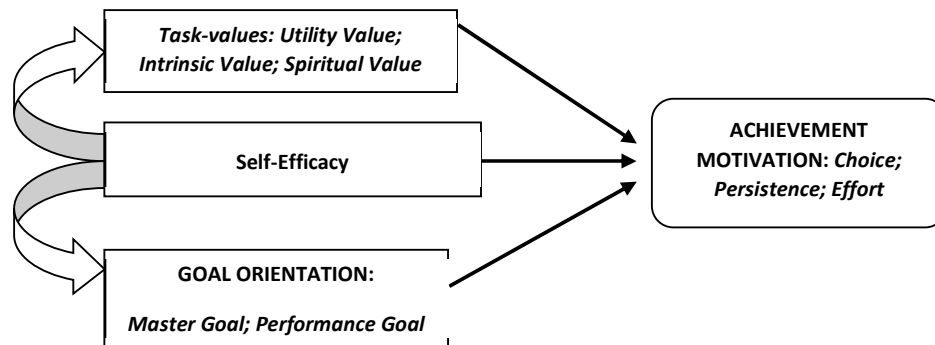 Task-values: Utility Value;
Intrinsic Value; Spiritual Value
Self-Efficacy
GOAL ORIENTATION:
Master Goal; Performance Goal
ACHIEVEMENT
MOTIVATION: Choice;
Persistence; Effort